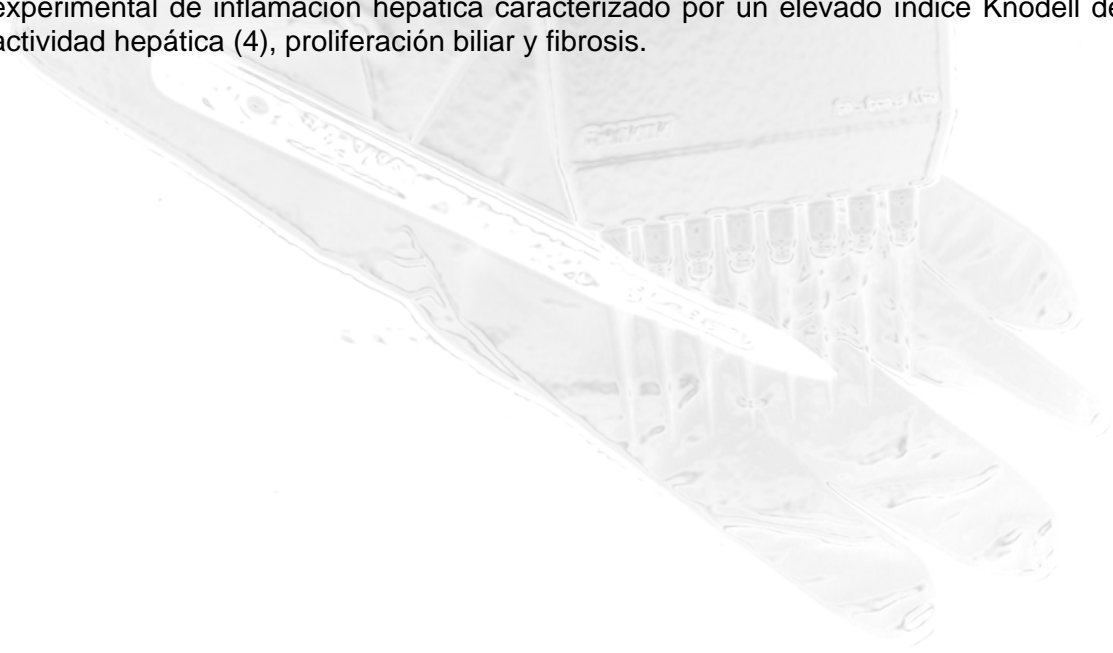 experimental de inflamación hepática caracterizado por un elevado índice Knodell de
actividad hepática (4), proliferación biliar y fibrosis.